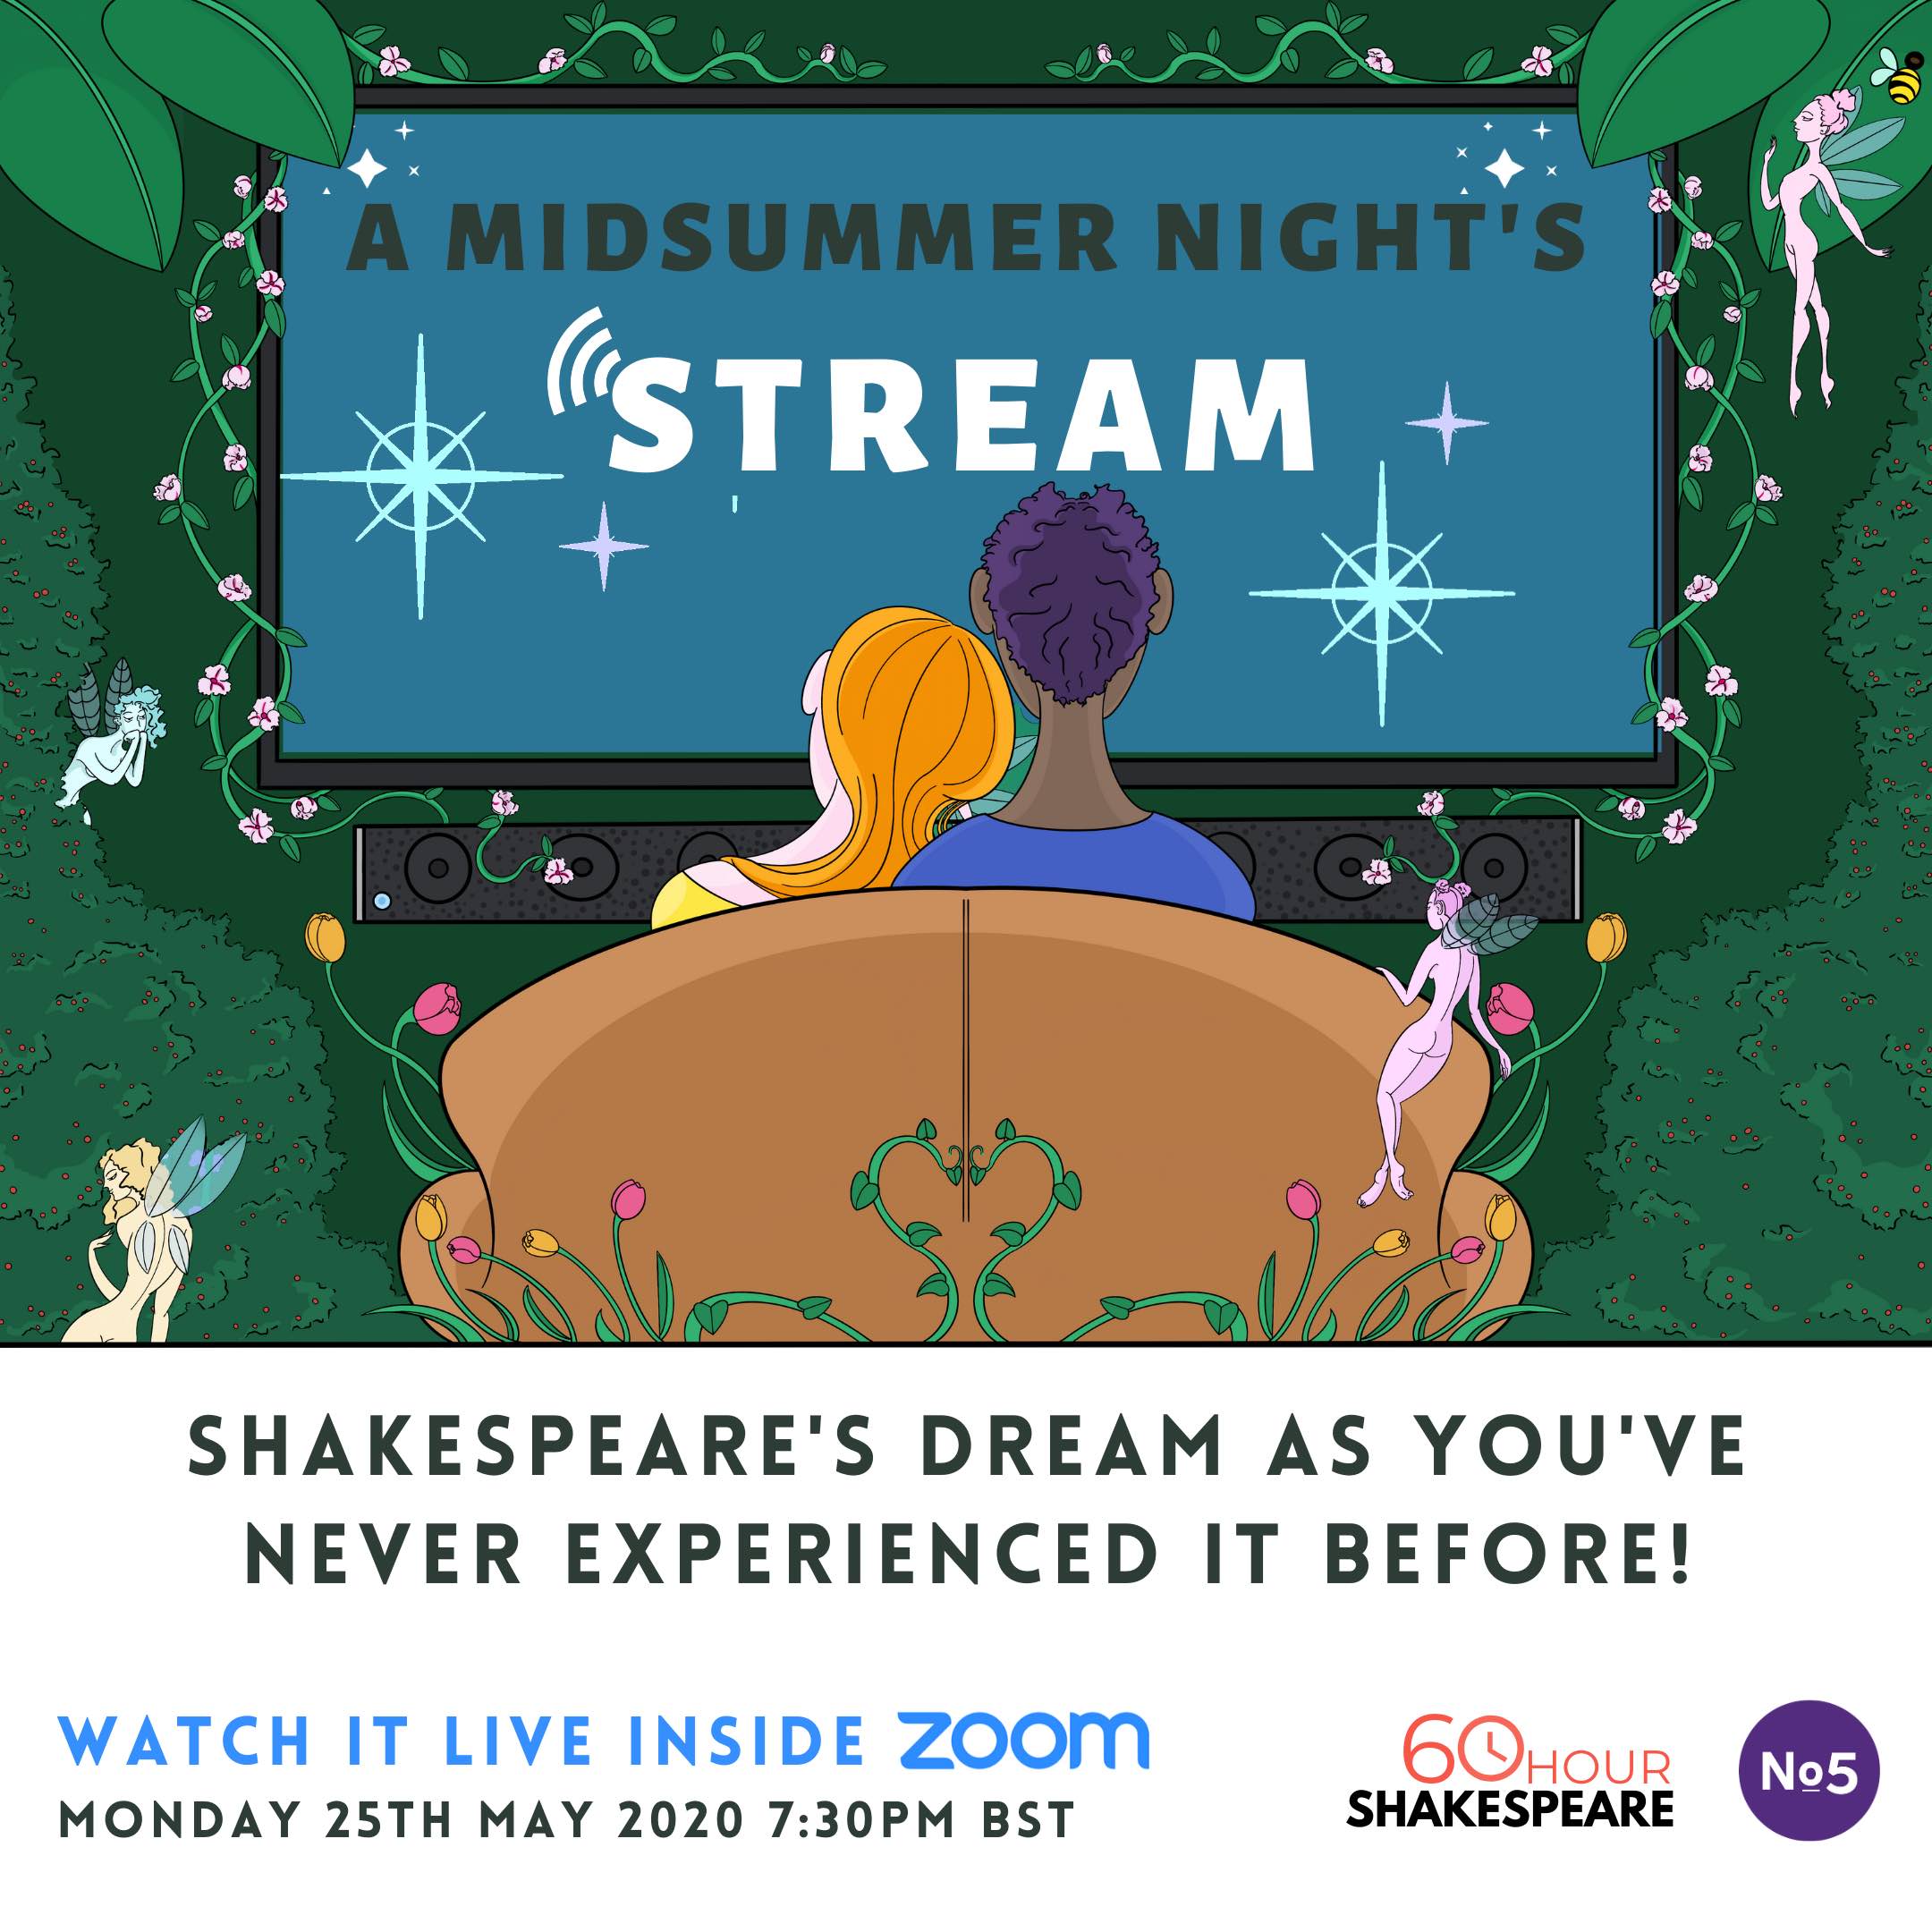 A MIDSUMMER NIGHT'S
STREAM
SHAKESPEARE'S DREAM AS YOU'VE
NEVER EXPERIENCED IT BEFORE!
WATCH IT LIVE INSIDE zoom
MONDAY 25TH MAY 2020 7:30PM BST
60 HOUR
SHAKESPEARE
No5